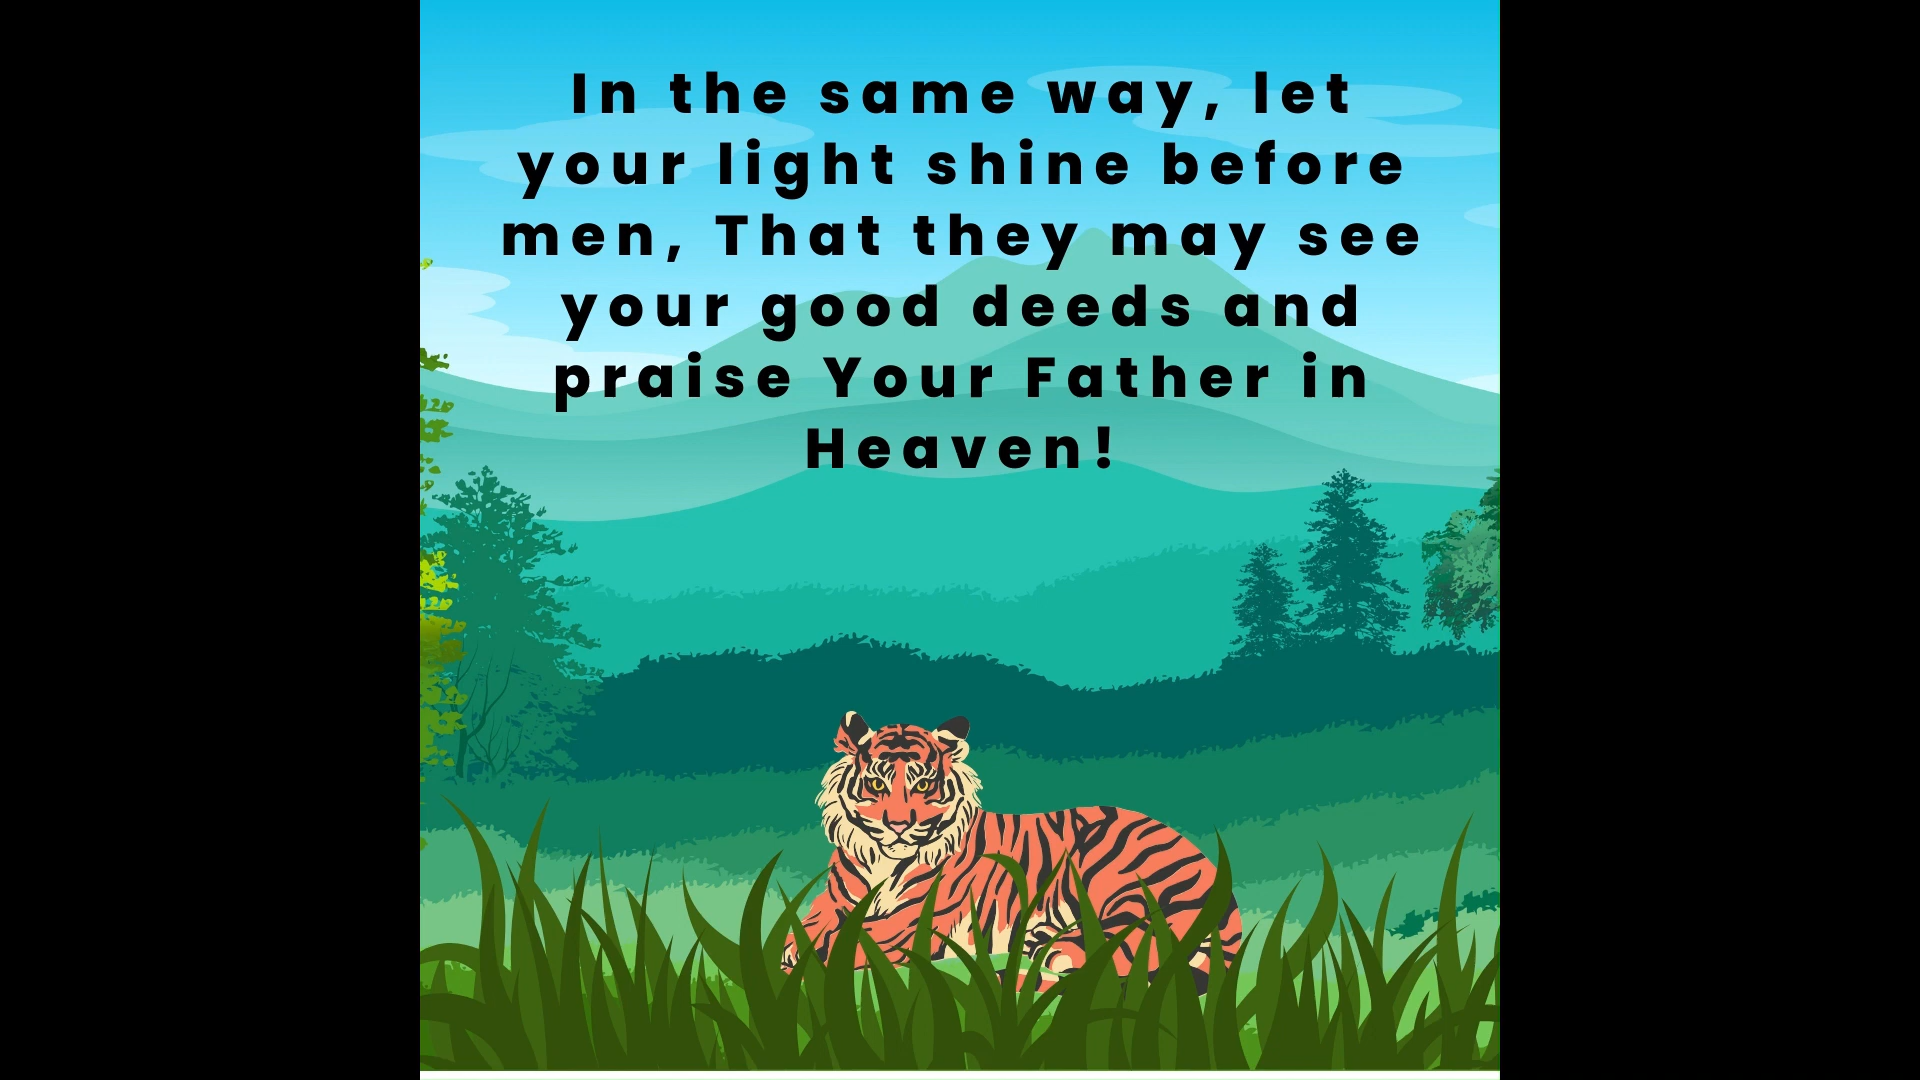 In the same way, let
your light shine before
men, That they may see
your good deeds and
praise Your Father in
Heaven!